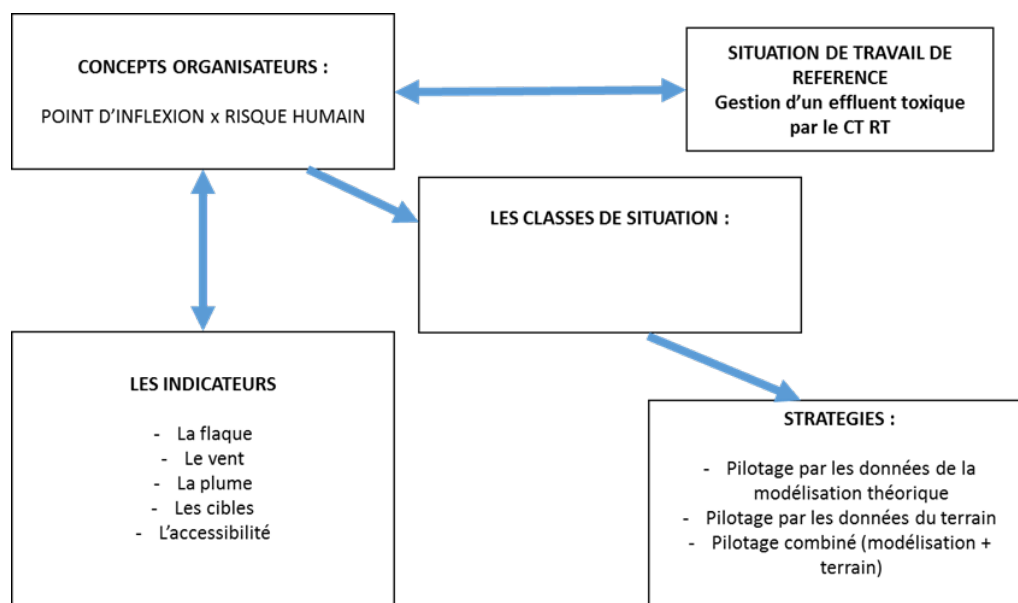 CONCEPTS ORGANISATEURS :
POINT D'INFLEXION x RISQUE HUMAIN
SITUATION DE TRAVAIL DE
REFERENCE
Gestion d'un effluent toxique
par le CT RT
LES CLASSES DE SITUATION :
LES INDICATEURS
- La flaque
- Le vent
- La plume
- Les cibles
- L'accessibilité
STRATEGIES :
- Pilotage par les données de la
modélisation théorique
- Pilotage par les données du terrain
- Pilotage combiné (modélisation +
terrain)